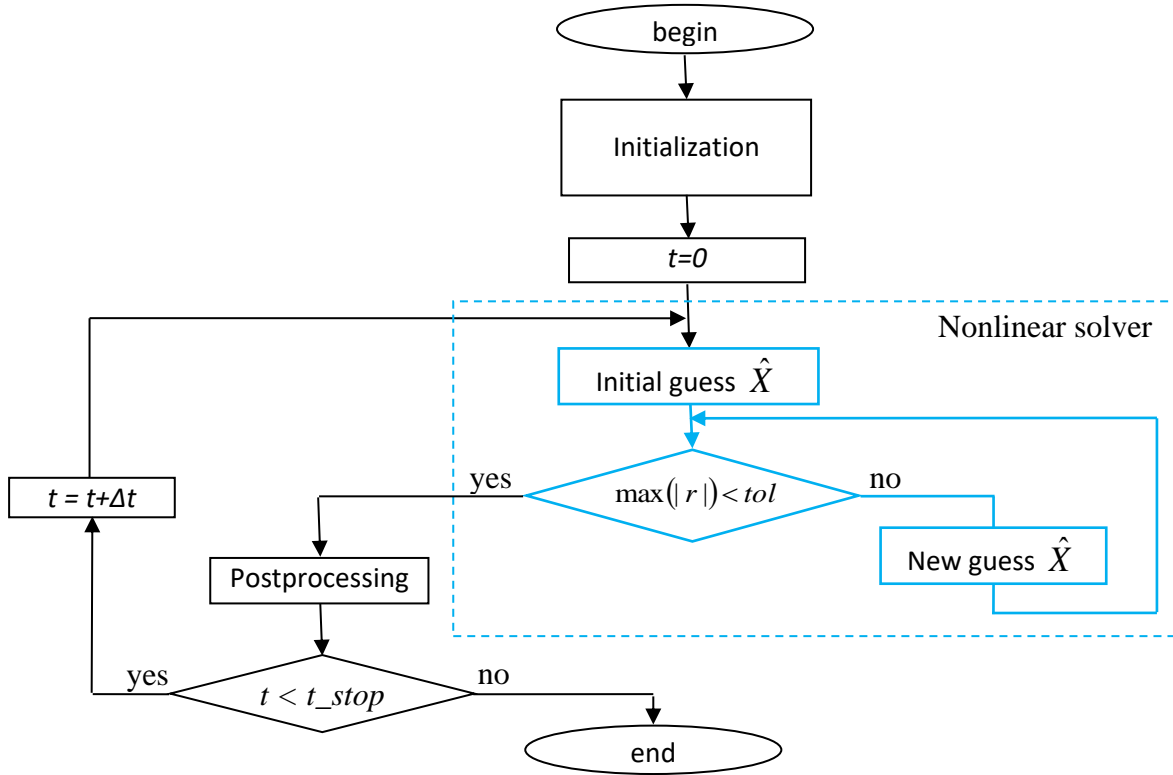 begin
Initialization
t=0
Nonlinear solver
Initial guess X̂
yes
max(| r |) < tol
no
t = t+Δt
New guess X̂
Postprocessing
yes
t < t_stop
no
end